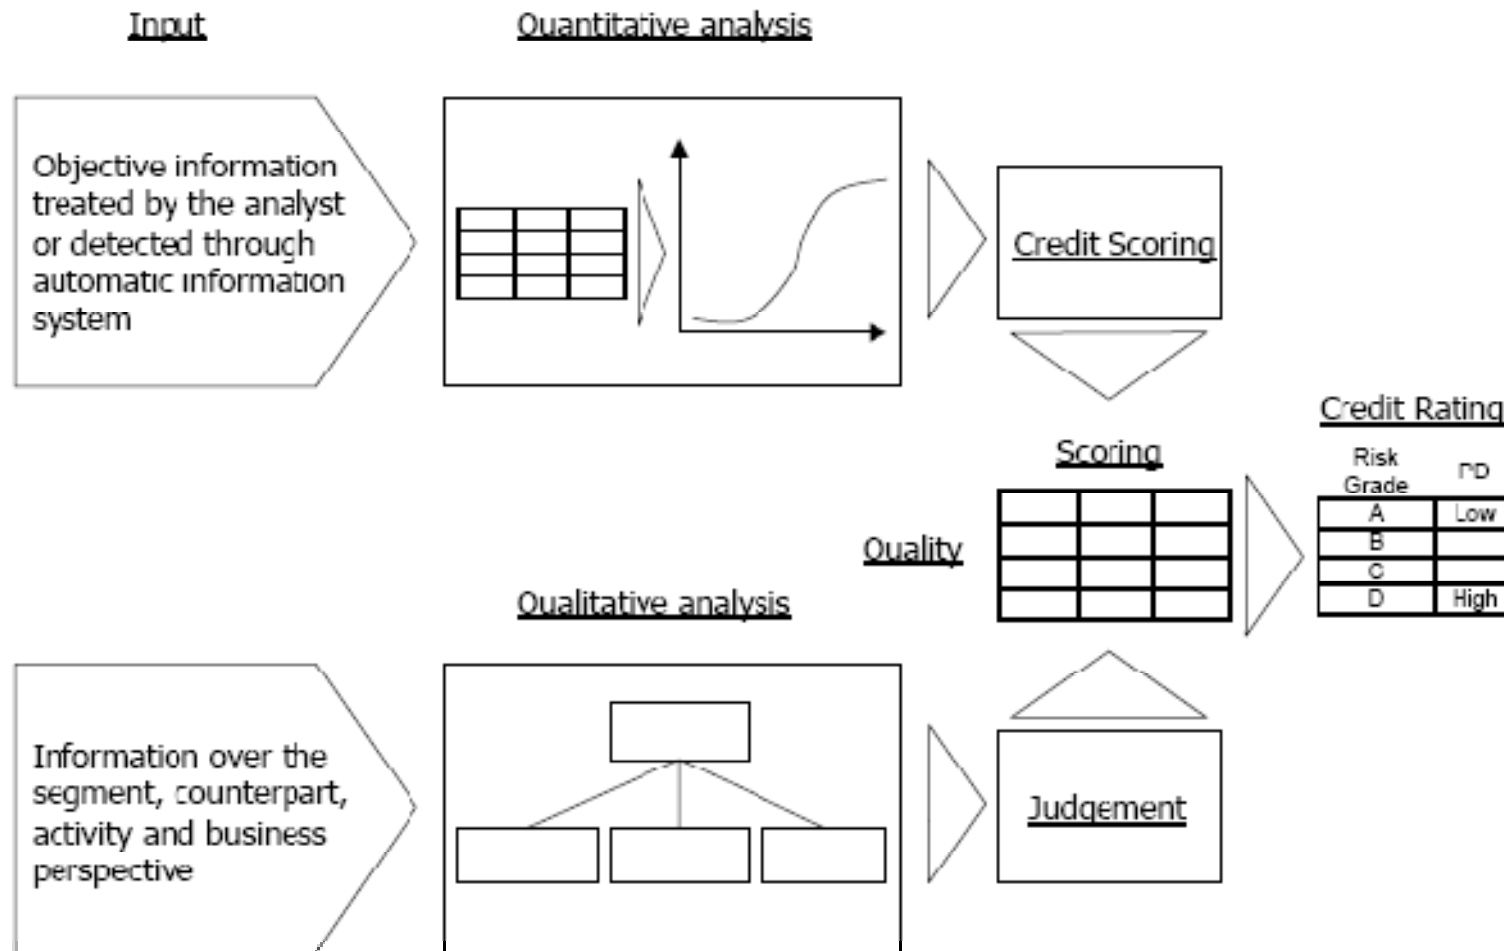 Input
Quantitative analysis
Objective information
treated by the analyst
or detected through
automatic information
system
Credit Scoring
Credit Rating
Risk
Grade
PD
A
Low
B
C
D
High
Scoring
Quality
Qualitative analysis
Information over the
segment, counterpart,
activity and business
perspective
Judgement